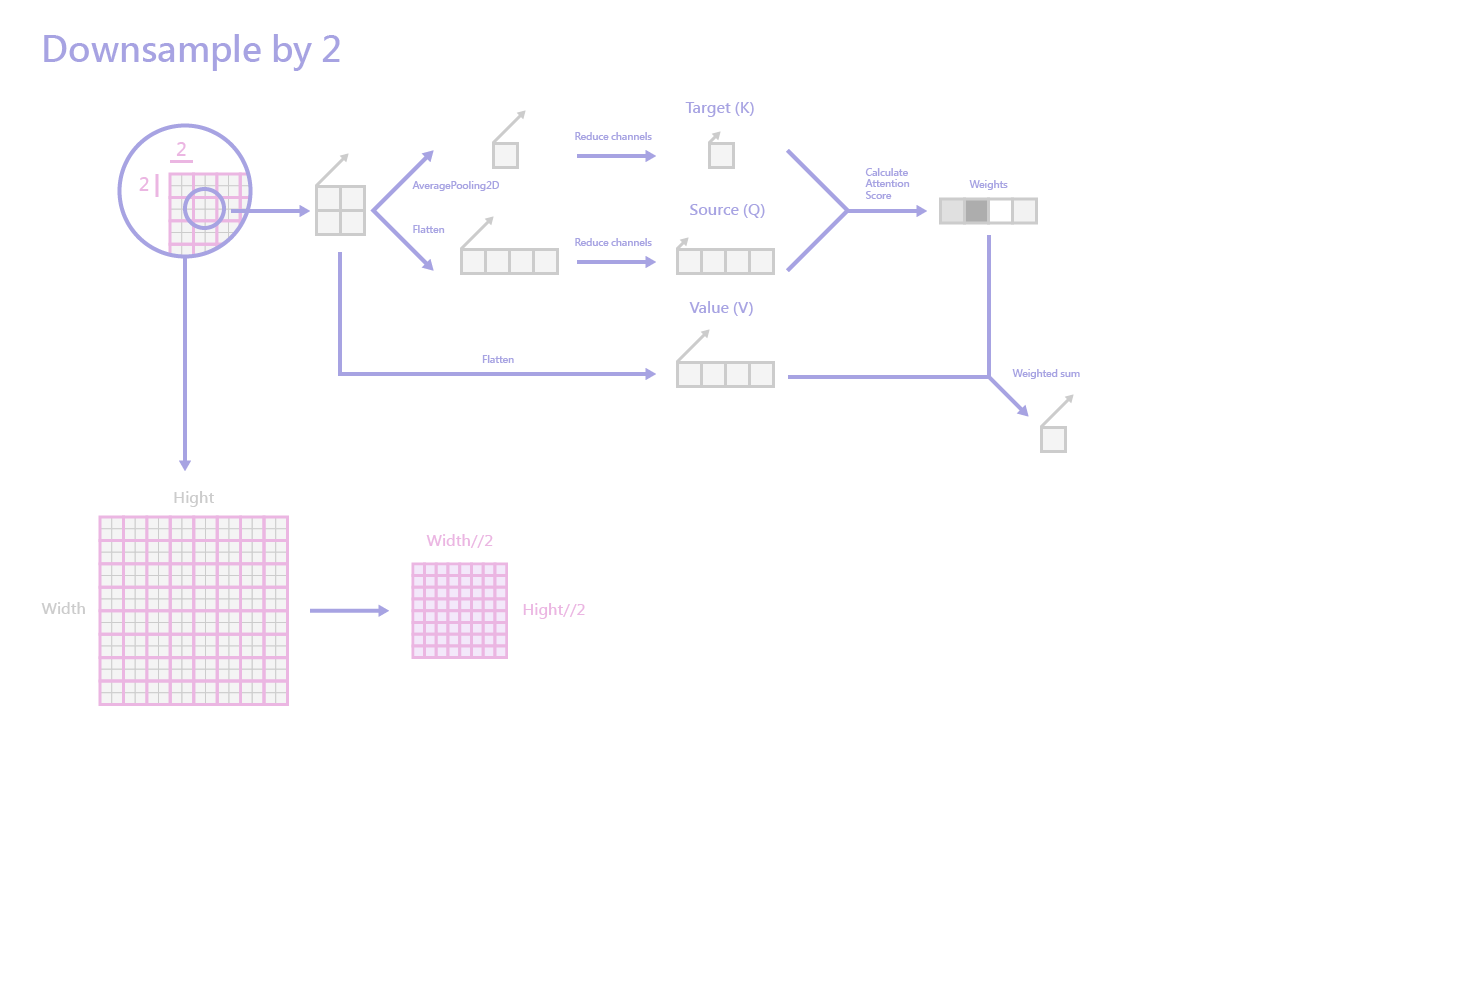 Downsample by 2
2
2
AveragePooling2D
Flatten
Reduce channels
Target (K)
Source (Q)
Reduce channels
Calculate
Attention
Score
Weights
Value (V)
Flatten
Weighted sum
Hight
Width
Width//2
Hight//2